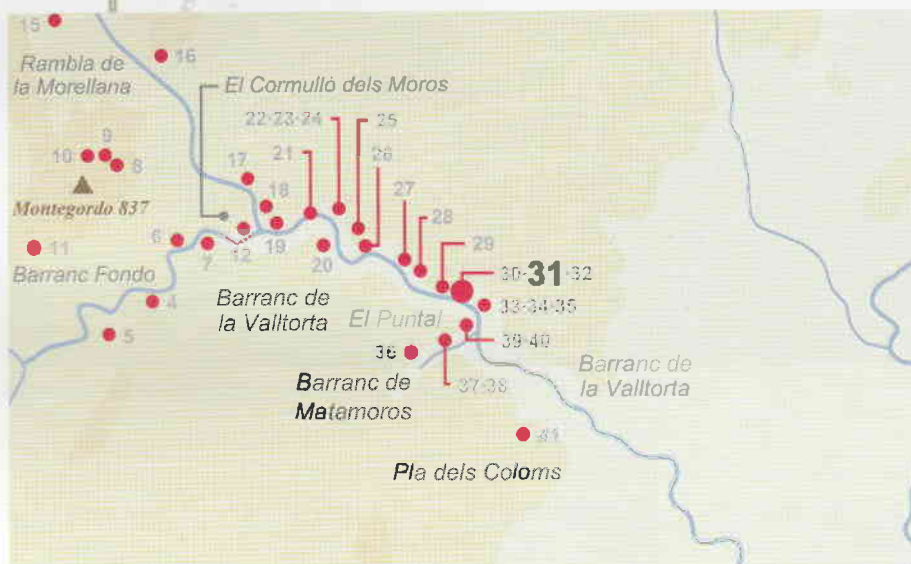 15
16
Rambla de
la Morellana
El Cormulló dels Moros
22-23-24
25
9
10
8
21
26
17
27
18
Montegordo 837
28
11
6
7
12
19
20
29
30-31-32
Barranc Fondo
4
Barranc de
la Valltorta
El Puntal
33-34-35
5
36
39-40
Barranc de
Matamoros
37-38
Barranc de
la Valltorta
41
Pla dels Coloms